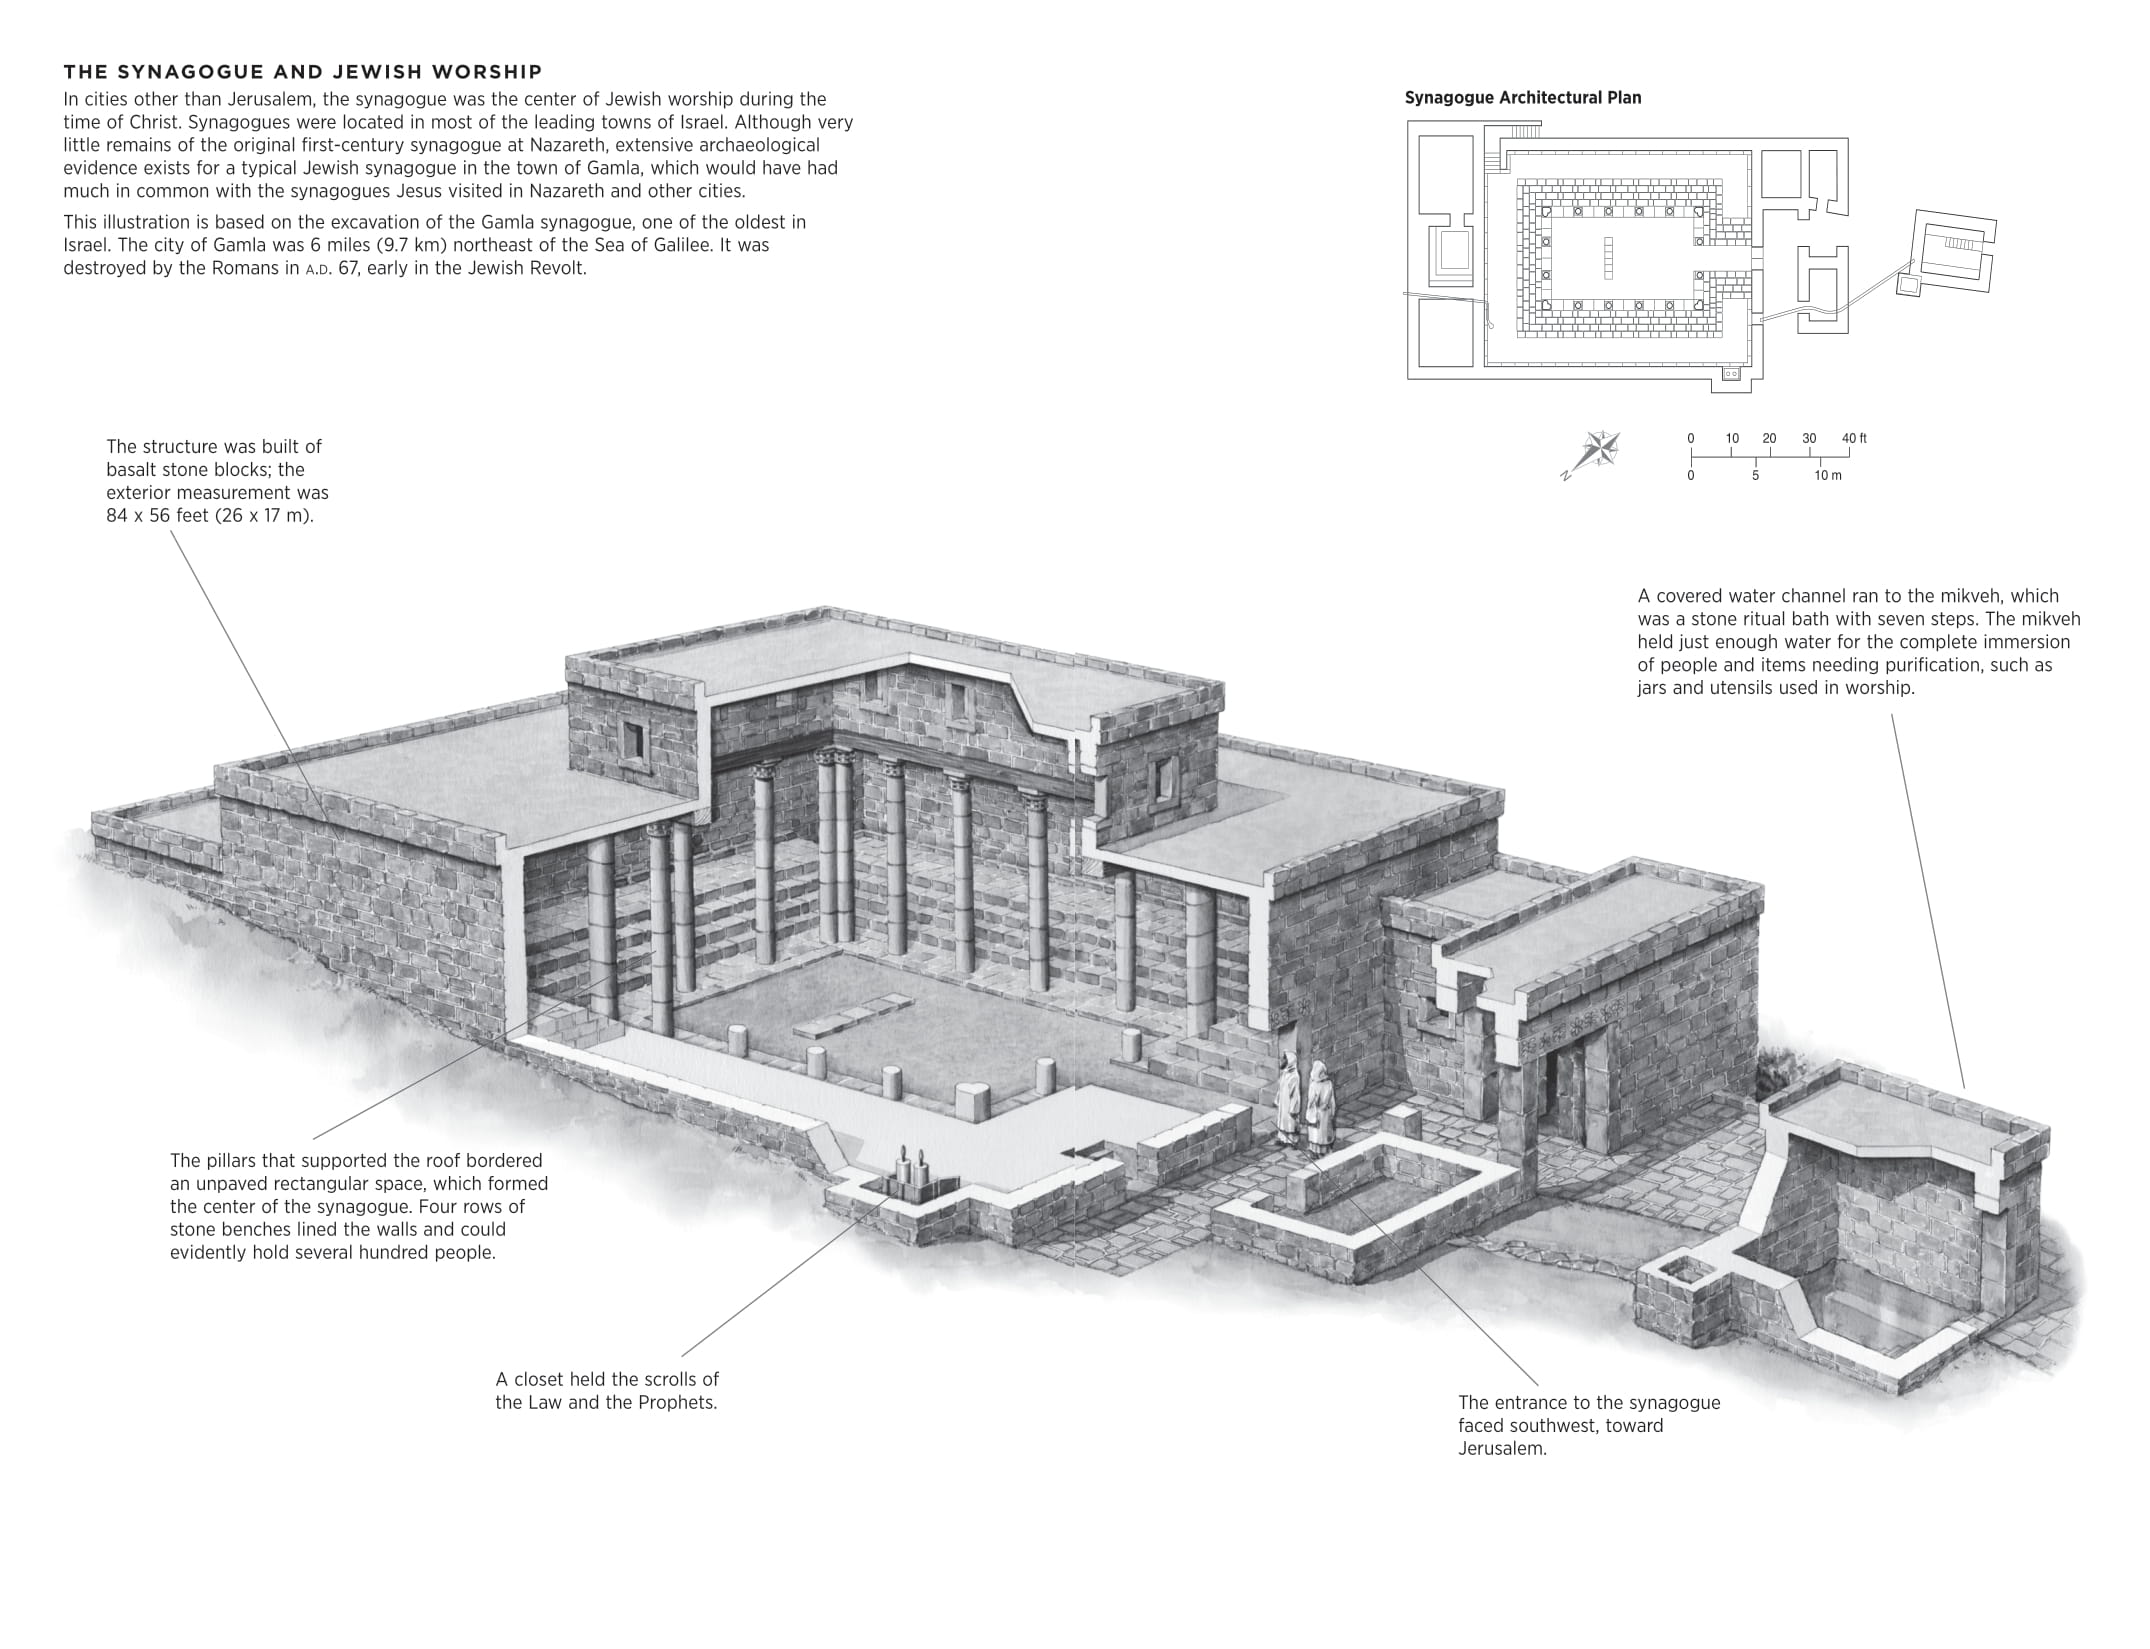 THE SYNAGOGUE AND JEWISH WORSHIP
In cities other than Jerusalem, the synagogue was the center of Jewish worship during the
time of Christ. Synagogues were located in most of the leading towns of Israel. Although very
little remains of the original first-century synagogue at Nazareth, extensive archaeological
evidence exists for a typical Jewish synagogue in the town of Gamla, which would have had
much in common with the synagogues Jesus visited in Nazareth and other cities.
This illustration is based on the excavation of the Gamla synagogue, one of the oldest in
Israel. The city of Gamla was 6 miles (9.7 km) northeast of the Sea of Galilee. It was
destroyed by the Romans in A.D. 67, early in the Jewish Revolt.
Synagogue Architectural Plan
N
0 10 20 30 40 ft
0 5 10 m
The structure was built of
basalt stone blocks; the
exterior measurement was
84 x 56 feet (26 x 17 m).
A covered water channel ran to the mikveh, which
was a stone ritual bath with seven steps. The mikveh
held just enough water for the complete immersion
of people and items needing purification, such as
jars and utensils used in worship.
The pillars that supported the roof bordered
an unpaved rectangular space, which formed
the center of the synagogue. Four rows of
stone benches lined the walls and could
evidently hold several hundred people.
A closet held the scrolls of
the Law and the Prophets.
The entrance to the synagogue
faced southwest, toward
Jerusalem.